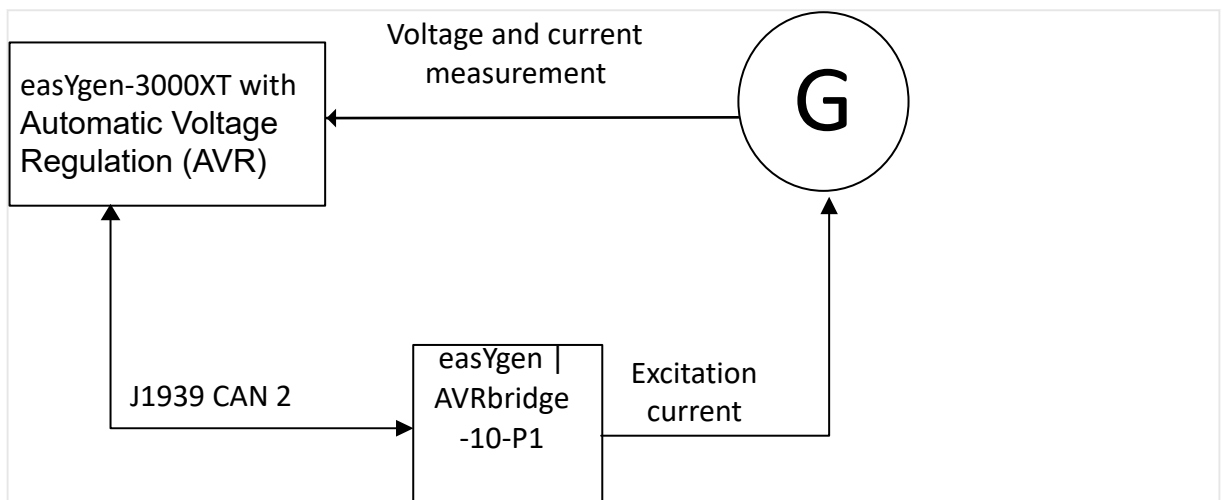 Voltage and current
measurement
easYgen-3000XT with
Automatic Voltage
Regulation (AVR)
G
J1939 CAN 2
easYgen |
AVRbridge
-10-P1
Excitation
current